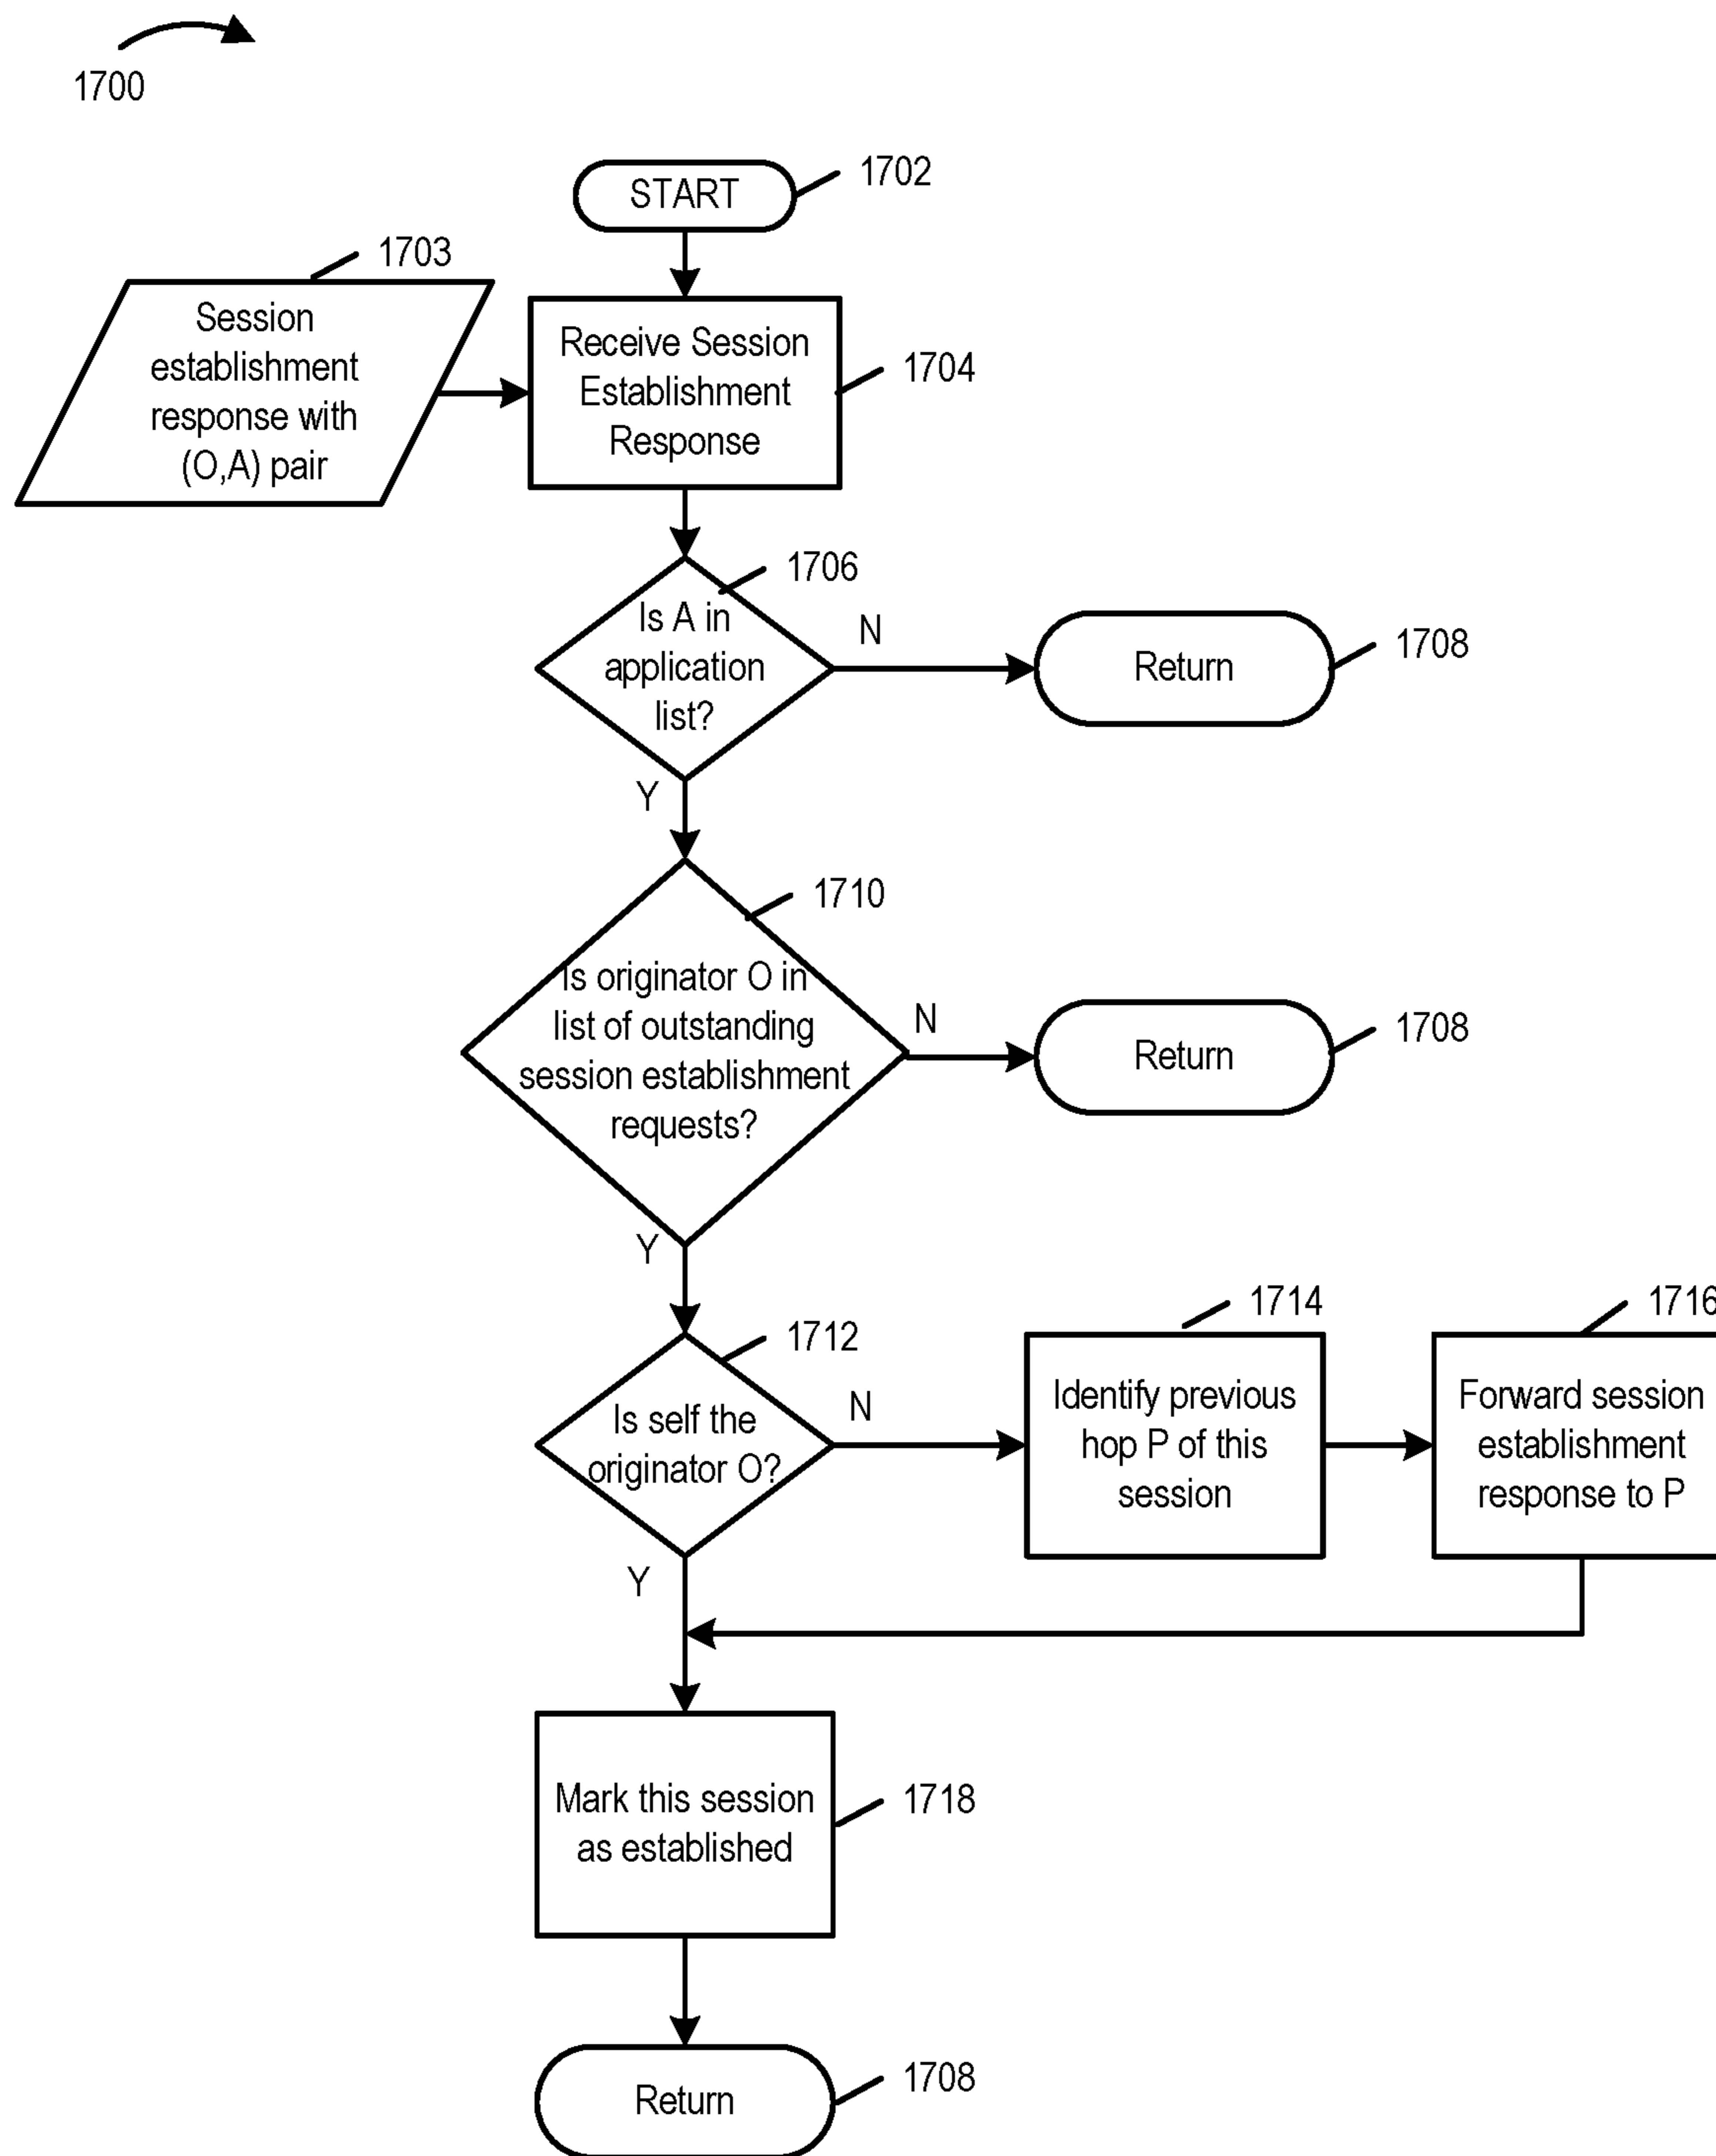 1700
START
1702
1703
Session
establishment
response with
(O,A) pair
Receive Session
Establishment
Response
1704
1706
Is A in
application
list?
N
Return
1708
Y
1710
Is originator O in
list of outstanding
session establishment
requests?
N
Return
1708
Y
1712
Is self the
originator O?
N
1714
Identify previous
hop P of this
session
1716
Forward session
establishment
response to P
Y
Mark this session
as established
1718
Return
1708